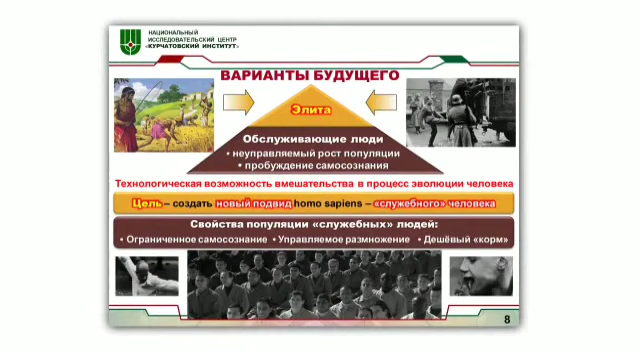 НАЦИОНАЛЬНЫЙ
ИССЛЕДОВАТЕЛЬСКИЙ ЦЕНТР
«КУРЧАТОВСКИЙ ИНСТИТУТ»
ВАРИАНТЫ БУДУЩЕГО
Элита
Обслуживающие люди
• неуправляемый рост популяции
• пробуждение самосознания
Технологическая возможность вмешательства в процесс эволюции человека
Цель – создать новый подвид homo sapiens – «служебного» человека
Свойства популяции «служебных» людей:
• Ограниченное самосознание • Управляемое размножение • Дешёвый «корм»
8